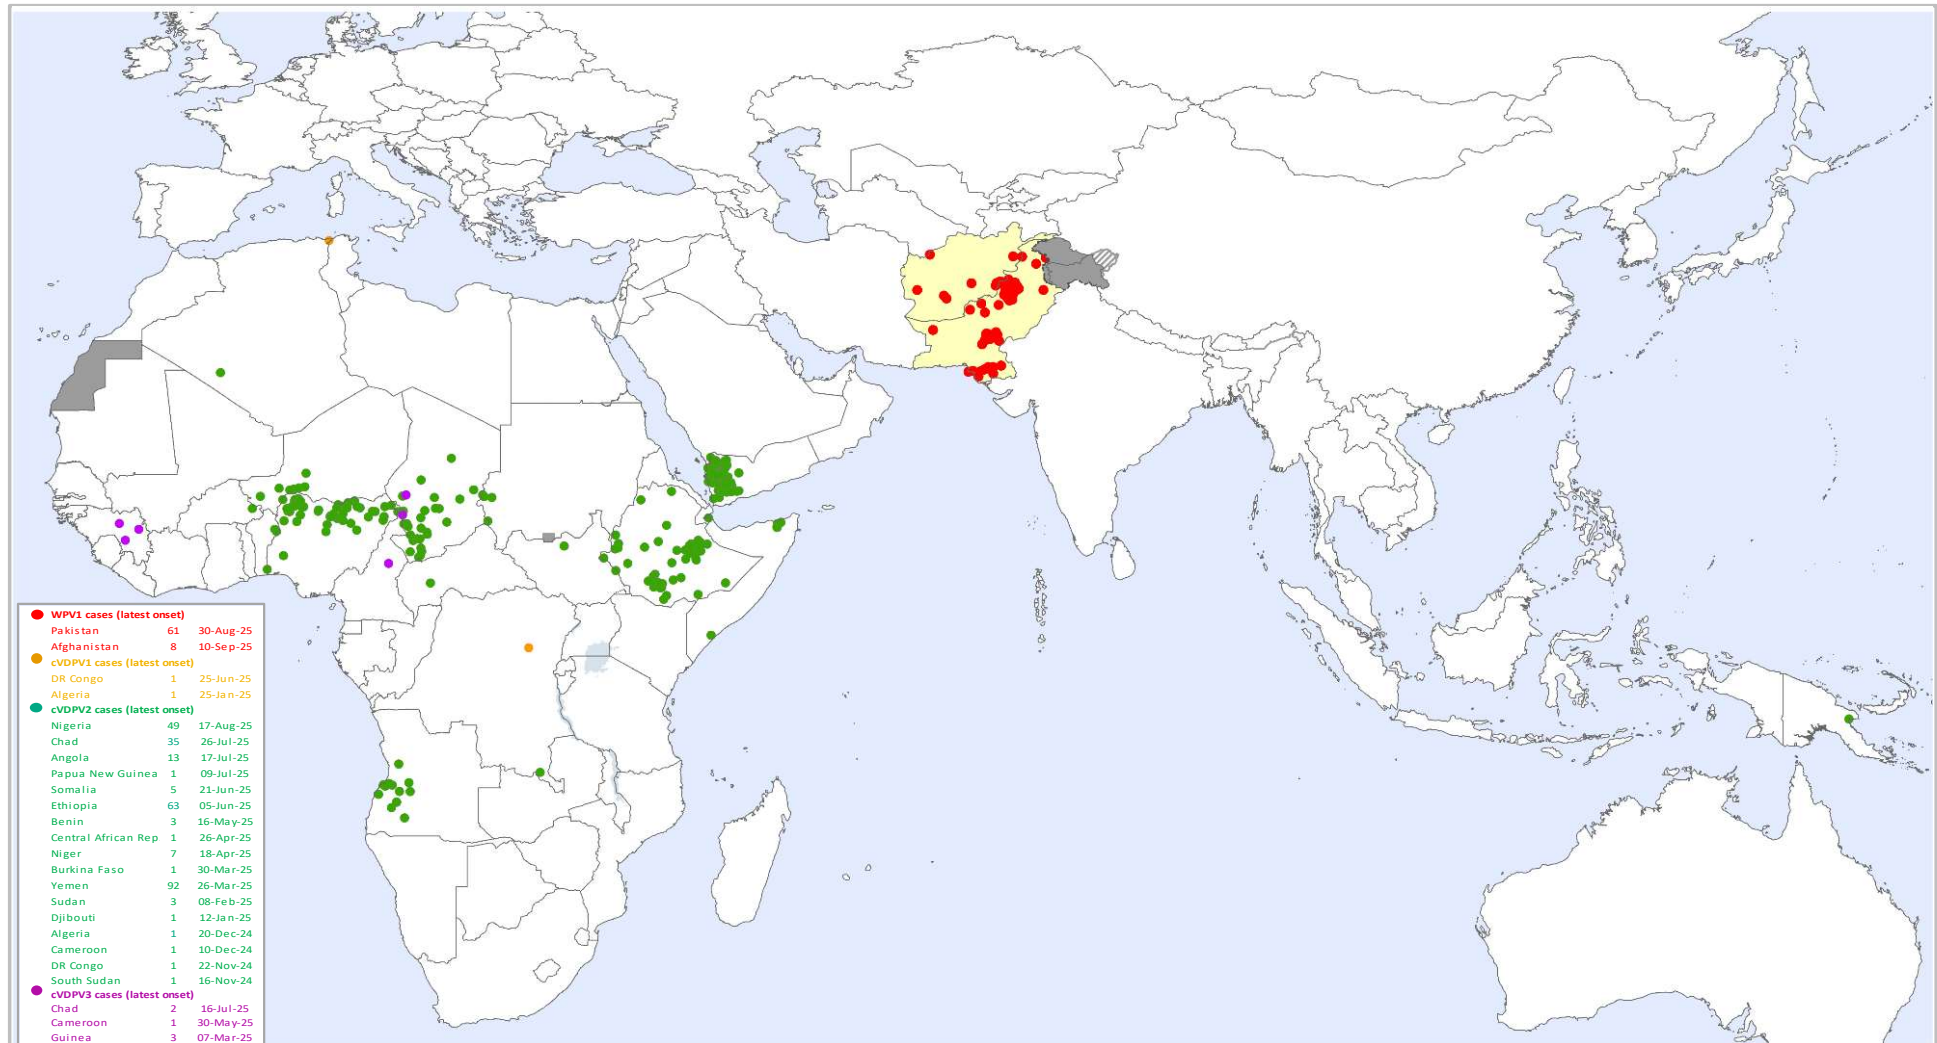 WPV1 cases (latest onset)
Pakistan 61 30-Aug-25
Afghanistan 8 10-Sep-25
cVDPV1 cases (latest onset)
DR Congo 1 25-Jun-25
Algeria 1 25-Jan-25
cVDPV2 cases (latest onset)
Nigeria 49 17-Aug-25
Chad 35 26-Jul-25
Angola 13 17-Jul-25
Papua New Guinea 1 09-Jul-25
Somalia 5 21-Jun-25
Ethiopia 63 05-Jun-25
Benin 3 16-May-25
Central African Rep 1 26-Apr-25
Niger 7 18-Apr-25
Burkina Faso 1 30-Mar-25
Yemen 92 26-Mar-25
Sudan 3 08-Feb-25
Djibouti 1 12-Jan-25
Algeria 1 20-Dec-24
Cameroon 1 10-Dec-24
DR Congo 1 22-Nov-24
South Sudan 1 16-Nov-24
cVDPV3 cases (latest onset)
Chad 2 16-Jul-25
Cameroon 1 30-May-25
Guinea 3 07-Mar-25